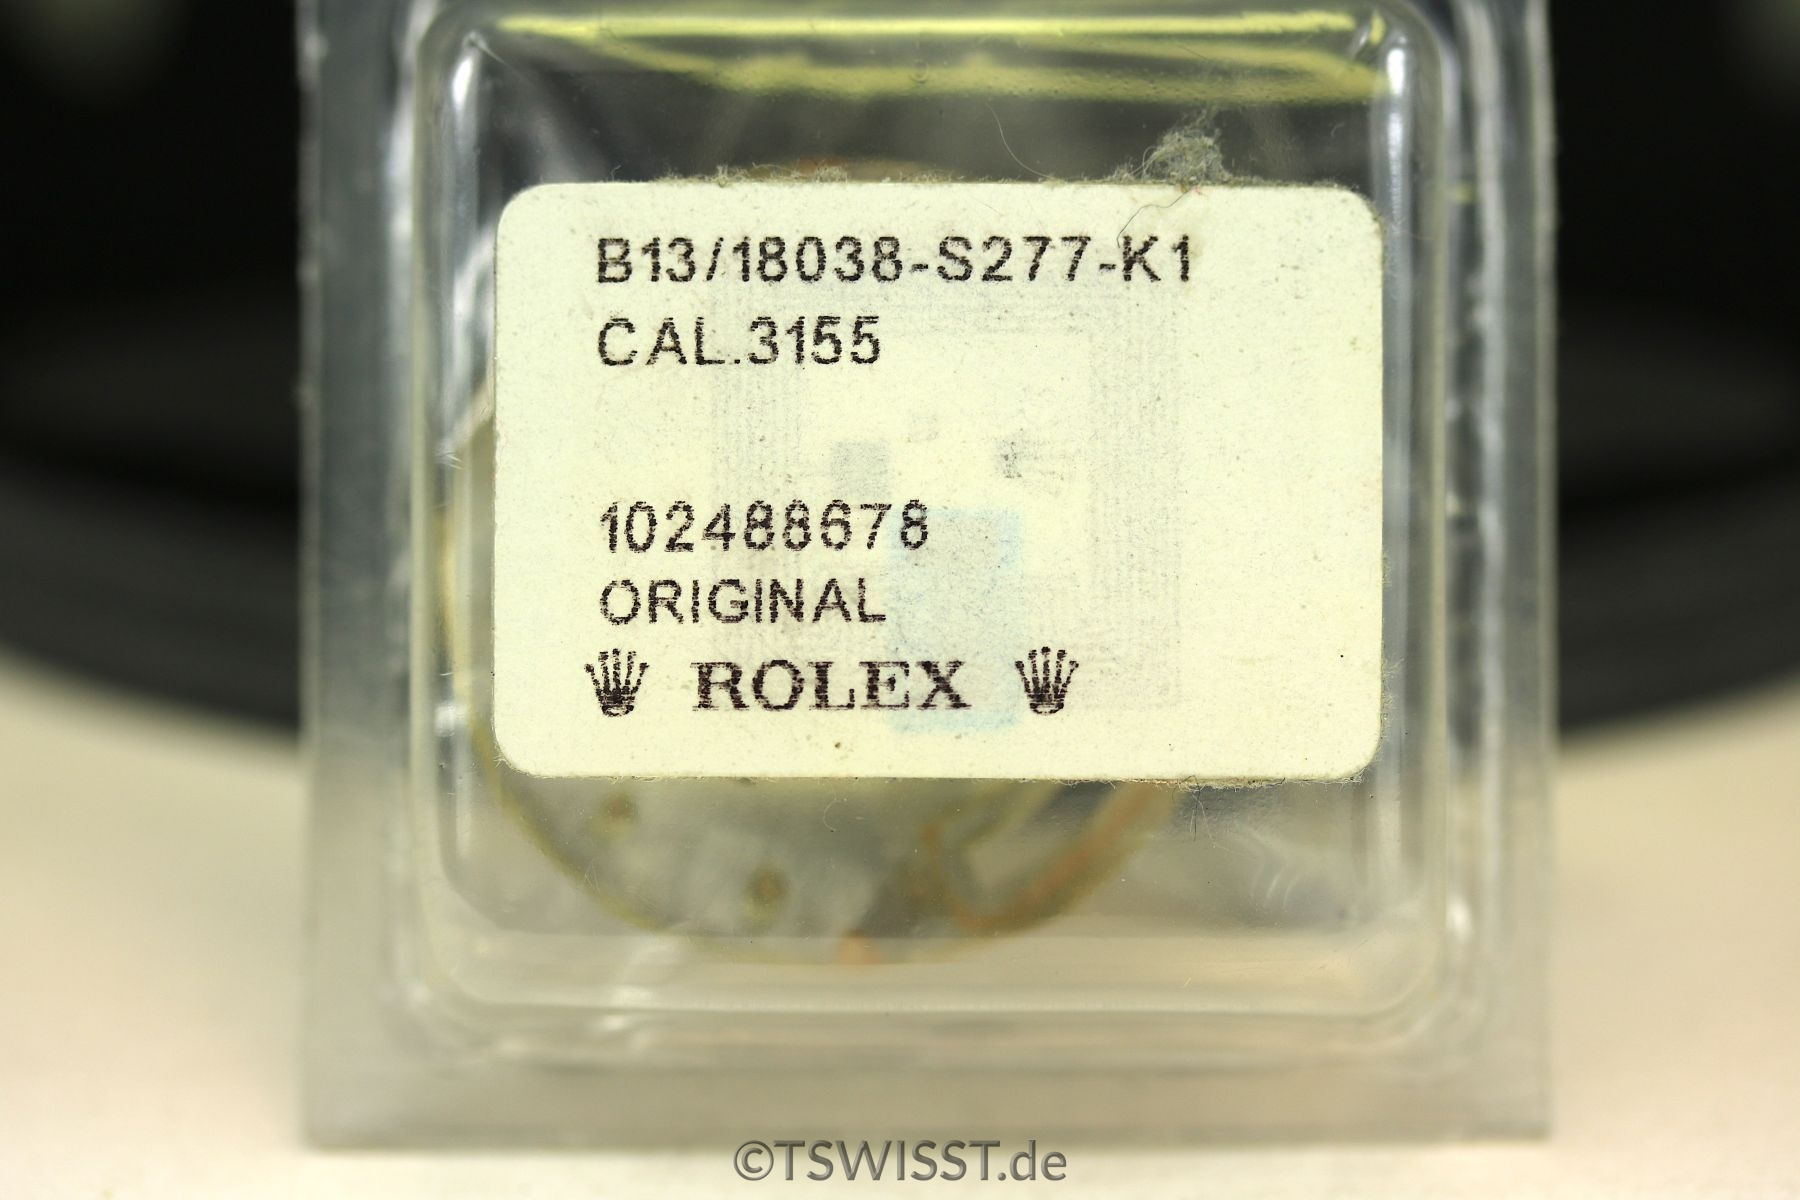 B13/18038-S277-K1
CAL.3155
102488678
ORIGINAL
ROLEX
©TSWISST.de